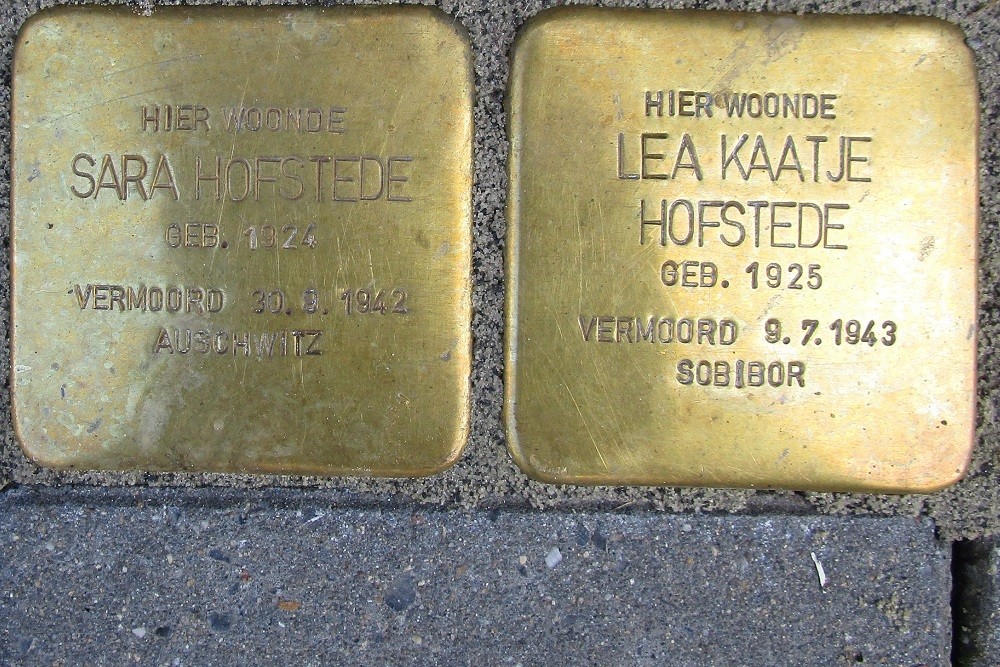 HIER WOONDE
SARA HOFSTEDE
GEB. 1924
VERMOORD 30.9.1942
AUSCHWITZ
HIER WOONDE
LEA KAATJE
HOFSTEDE
GEB. 1925
VERMOORD 9.7.1943
SOBIBOR